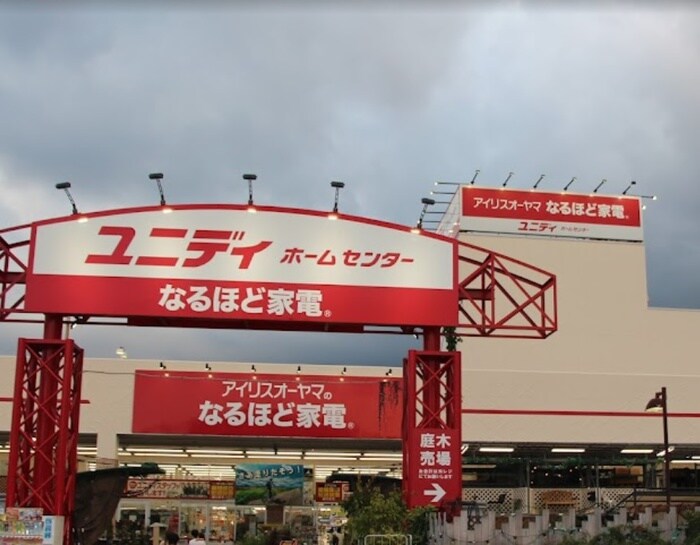 ユニディ ホームセンター
なるほど家電®
アイリスオーヤマ なるほど家電®
ユニディ ホームセンター
アイリスオーヤマの
なるほど家電®
庭木
売場
→